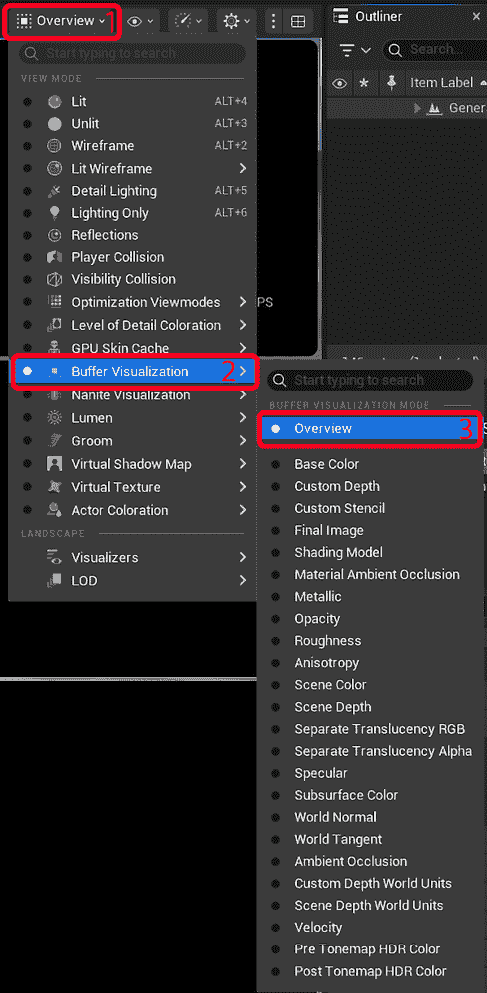 Overview 1
Outliner
Start typing to search
Search...
VIEW MODE
Item Label
Lit ALT+4
Gener
Unlit ALT+3
Wireframe ALT+2
Lit Wireframe
Detail Lighting ALT+5
Lighting Only ALT+6
Reflections
Player Collision
Visibility Collision
Optimization Viewmodes
PS
Level of Detail Coloration
GPU Skin Cache
Buffer Visualization 2
Start typing to search
Nanite Visualization
BUFFER VISUALIZATION MODE
Lumen
Overview 3
Groom
Virtual Shadow Map
Base Color
Virtual Texture
Custom Depth
Actor Coloration
Custom Stencil
LANDSCAPE
Final Image
Visualizers
Shading Model
LOD
Material Ambient Occlusion
Metallic
Opacity
Roughness
Anisotropy
Scene Color
Scene Depth
Separate Translucency RGB
Separate Translucency Alpha
Specular
Subsurface Color
World Normal
World Tangent
Ambient Occlusion
Custom Depth World Units
Scene Depth World Units
Velocity
Pre Tonemap HDR Color
Post Tonemap HDR Color